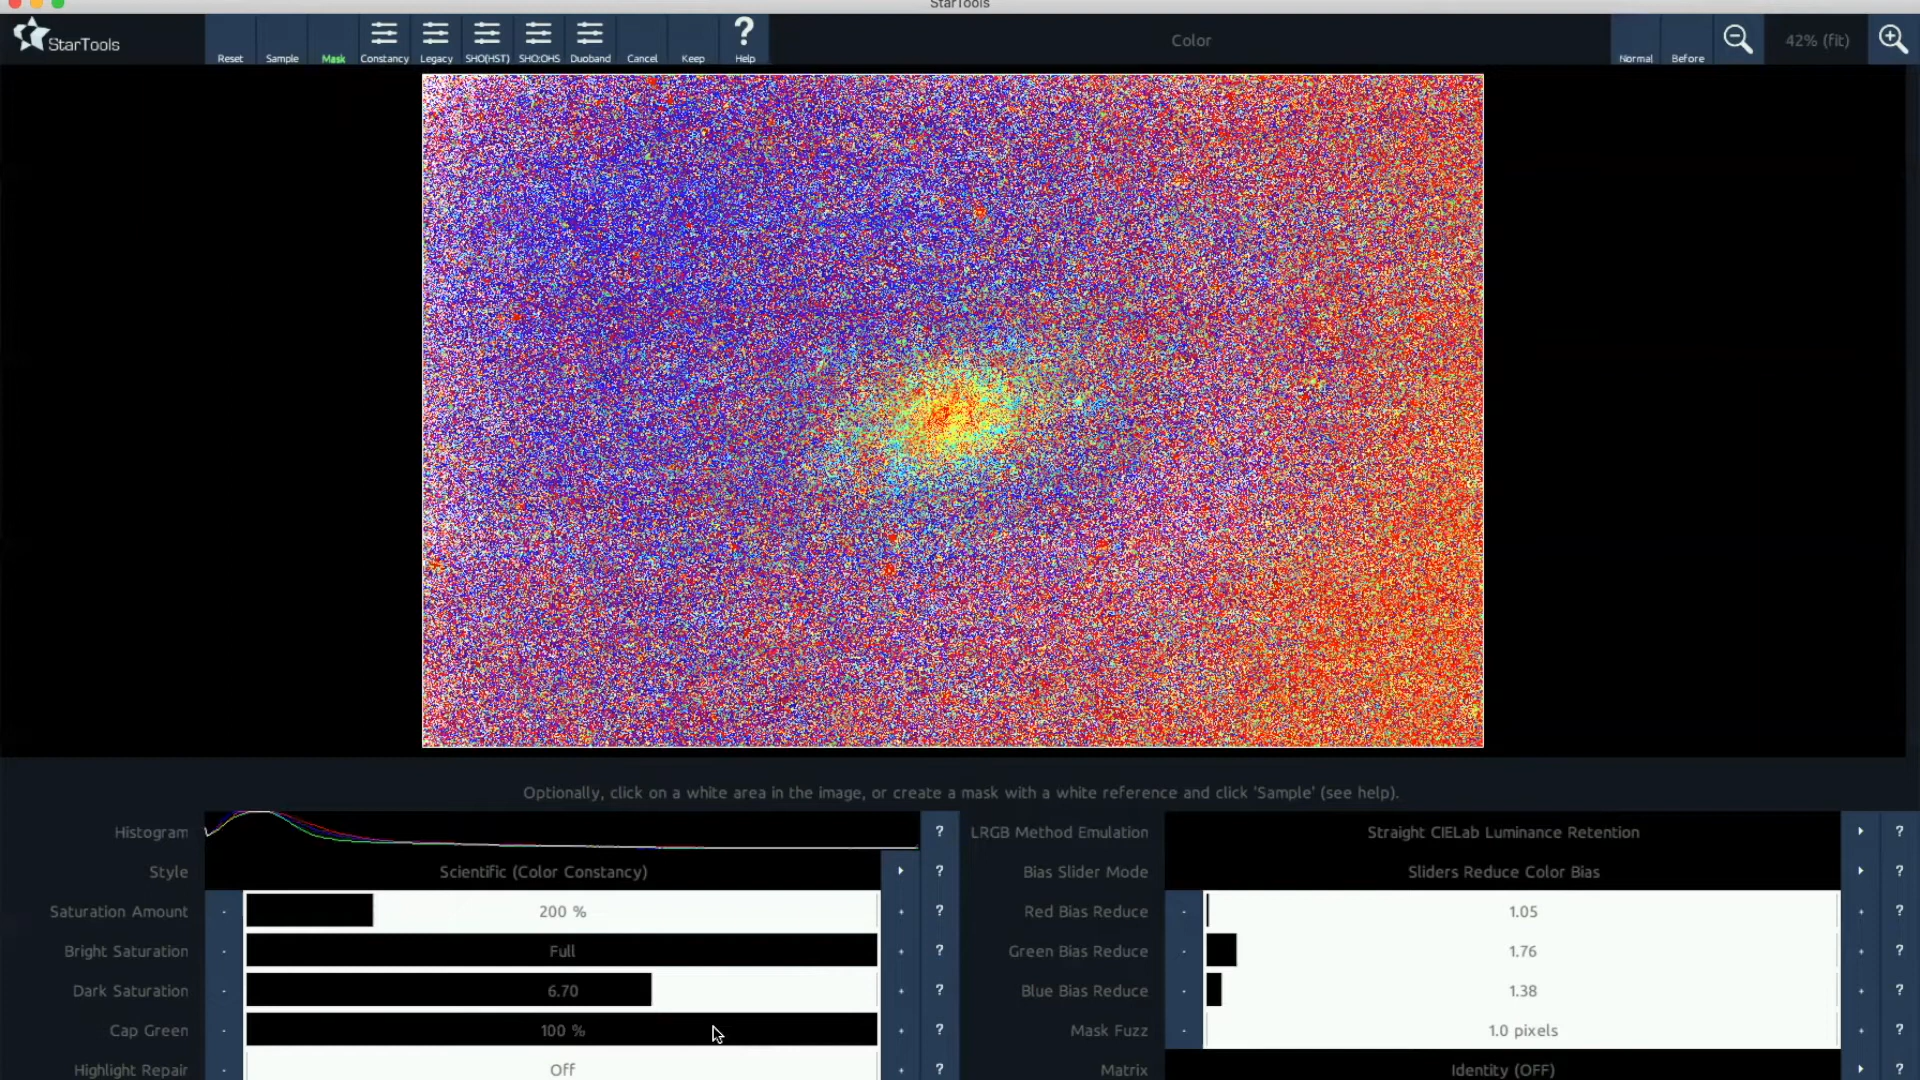 StarTools
StarTools
Reset
Sample
Mask
Constancy
Legacy
SHO(HST)
SHO:OHS
Duoband
Cancel
Keep
?
Help
Color
Normal
Before
42% (fit)
Optionally, click on a white area in the image, or create a mask with a white reference and click 'Sample' (see help).
Histogram ?
Style Scientific (Color Constancy) ?
Saturation Amount - 200 % + ?
Bright Saturation - Full + ?
Dark Saturation - 6.70 + ?
Cap Green - 100 % + ?
Highlight Repair - Off + ?
LRGB Method Emulation Straight CIELab Luminance Retention ?
Bias Slider Mode Sliders Reduce Color Bias ?
Red Bias Reduce - 1.05 + ?
Green Bias Reduce - 1.76 + ?
Blue Bias Reduce - 1.38 + ?
Mask Fuzz - 1.0 pixels + ?
Matrix Identity (OFF) ?